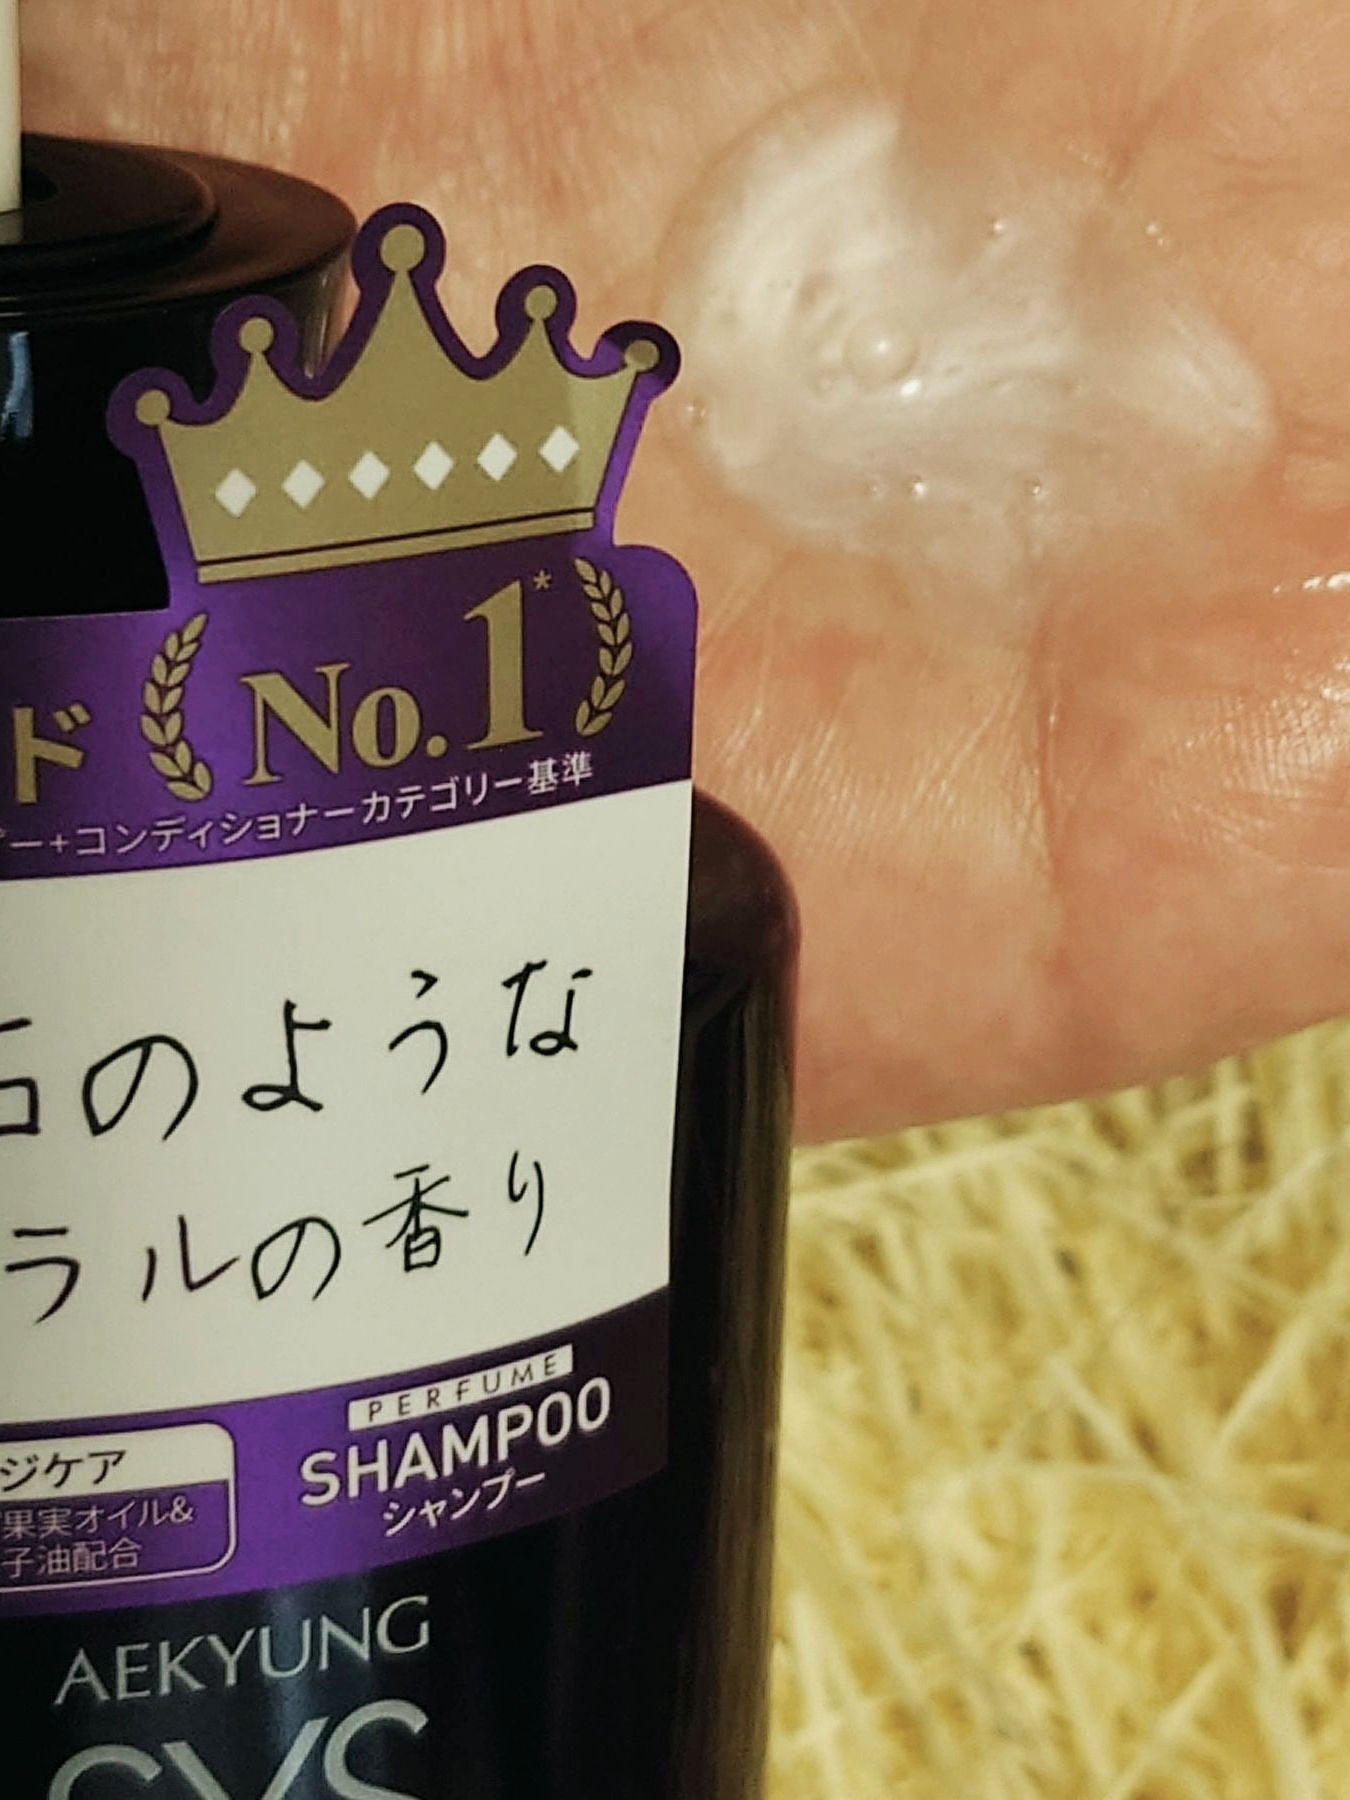 ド
No.1*
ー+コンディショナーカテゴリー基準
石のような
ラルの香り
PERFUME
SHAMPOO
シャンプー
ジケア
果実オイル&
子油配合
AEKYUNG